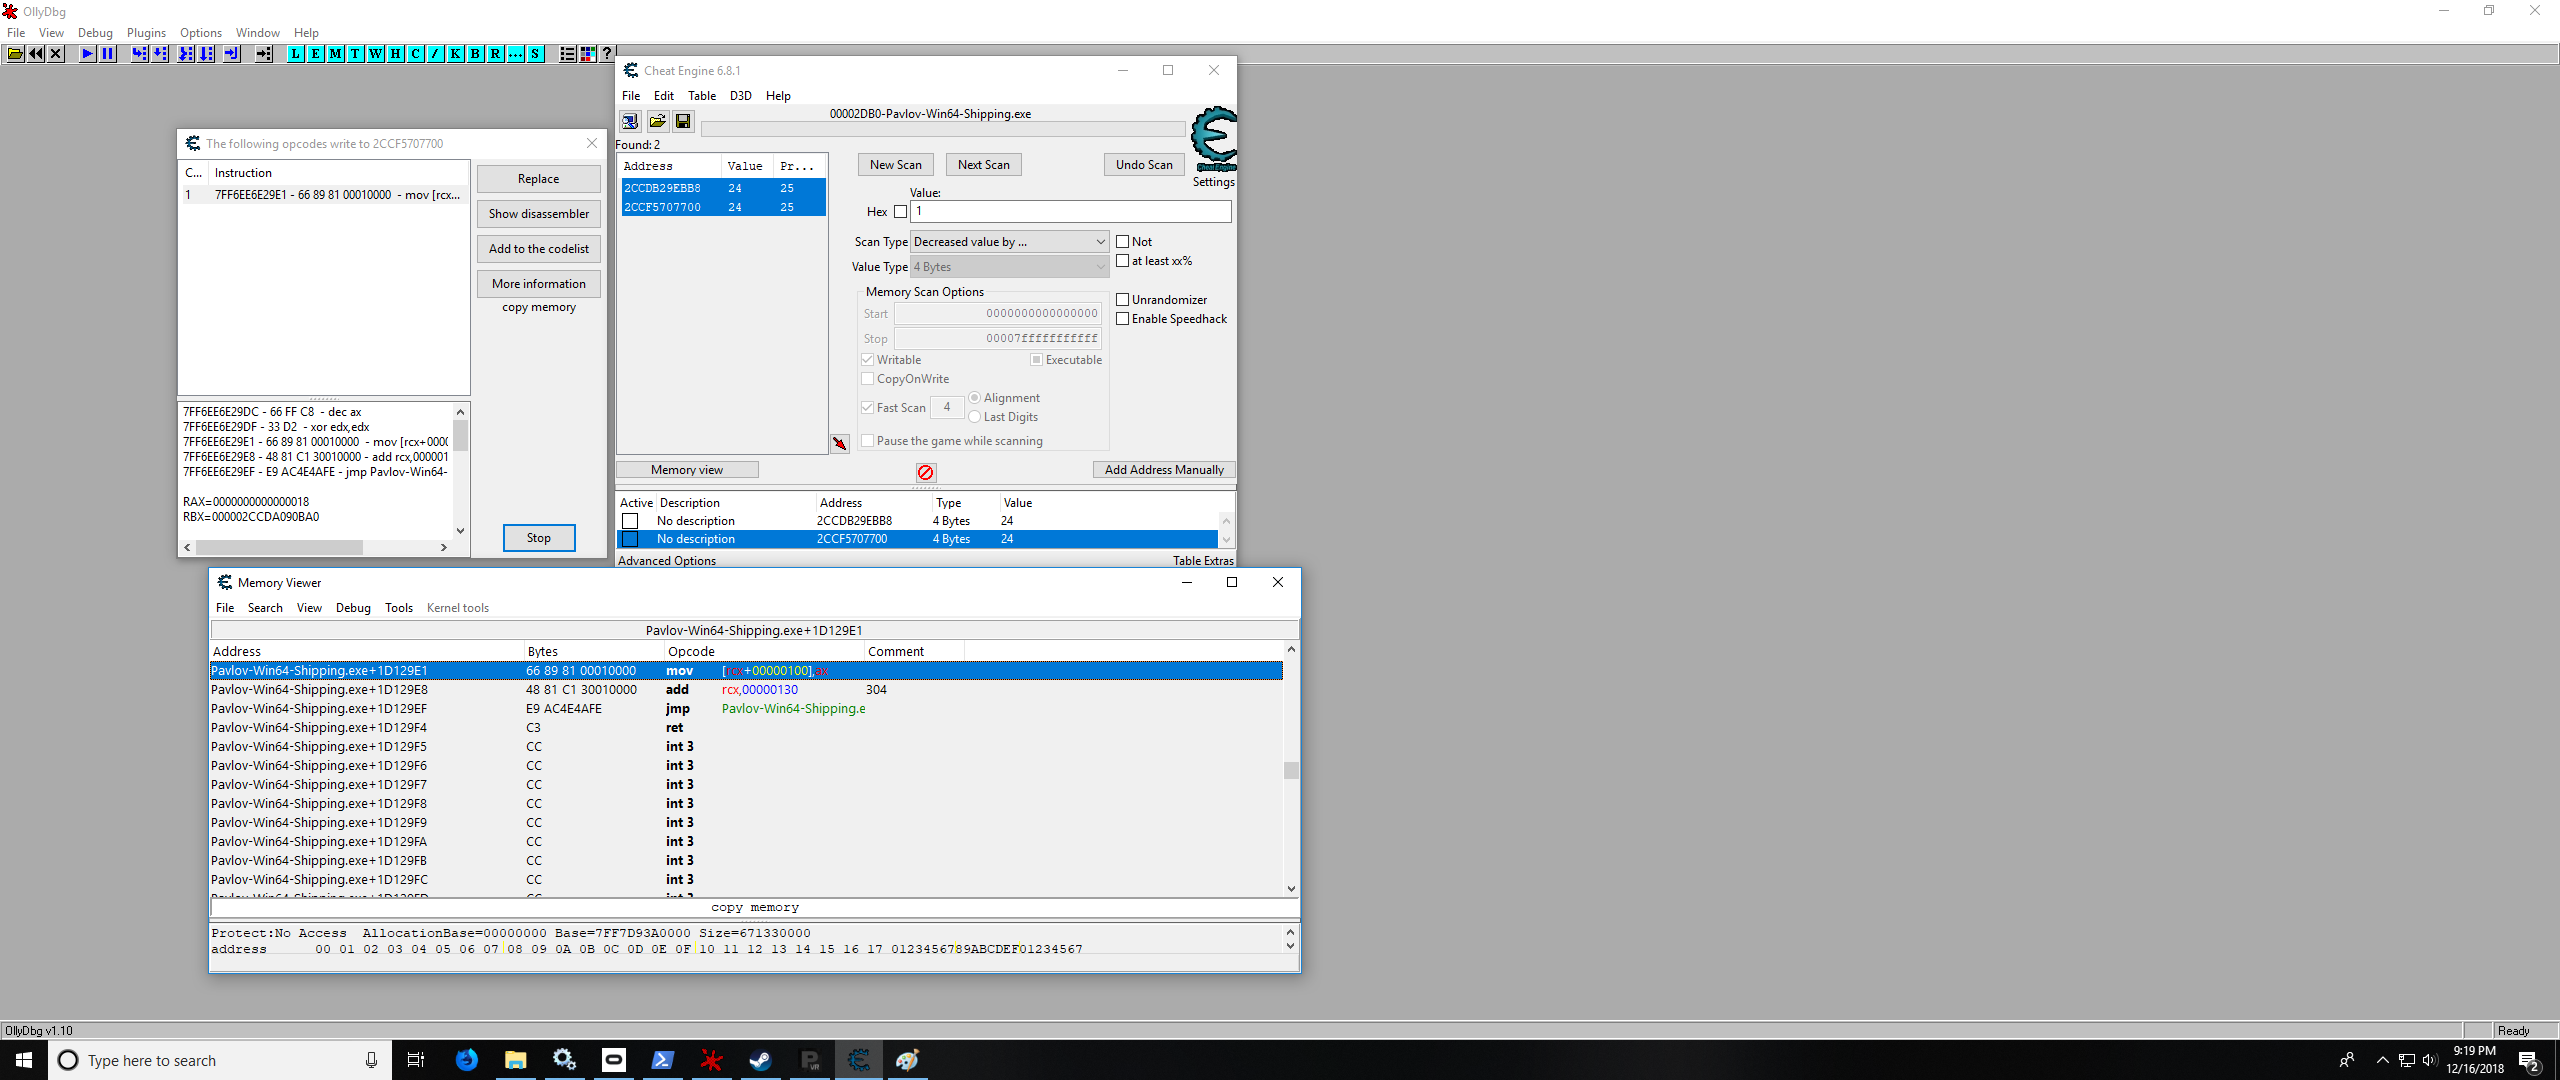 OllyDbg
File View Debug Plugins Options Window Help
L E M T W H C / K B R ... S ?
The following opcodes write to 2CCF5707700
C... Instruction
1 7FF6EE6E29E1 - 66 89 81 00010000 - mov [rcx...
Replace
Show disassembler
Add to the codelist
More information
copy memory
7FF6EE6E29DC - 66 FF C8 - dec ax
7FF6EE6E29DF - 33 D2 - xor edx,edx
7FF6EE6E29E1 - 66 89 81 00010000 - mov [rcx+000(
7FF6EE6E29E8 - 48 81 C1 30010000 - add rcx,000001
7FF6EE6E29EF - E9 AC4E4AFE - jmp Pavlov-Win64-
RAX=0000000000000018
RBX=000002CCDA090BA0
Stop
Cheat Engine 6.8.1
File Edit Table D3D Help
00002DB0-Pavlov-Win64-Shipping.exe
Found: 2
Address Value Pr...
2CCDB29EBB8 24 25
2CCF5707700 24 25
New Scan Next Scan Undo Scan
Cheat Engine
Settings
Value:
Hex 1
Scan Type Decreased value by ... Not
Value Type 4 Bytes at least xx%
Memory Scan Options
Start 0000000000000000
Stop 00007fffffffffff
Writable Executable
CopyOnWrite
Fast Scan 4 Alignment
Last Digits
Pause the game while scanning
Unrandomizer
Enable Speedhack
Memory view Add Address Manually
Active Description Address Type Value
No description 2CCDB29EBB8 4 Bytes 24
No description 2CCF5707700 4 Bytes 24
Advanced Options Table Extras
Memory Viewer
File Search View Debug Tools Kernel tools
Pavlov-Win64-Shipping.exe+1D129E1
Address Bytes Opcode Comment
Pavlov-Win64-Shipping.exe+1D129E1 66 89 81 00010000 mov [rcx+00000100],ax
Pavlov-Win64-Shipping.exe+1D129E8 48 81 C1 30010000 add rcx,00000130 304
Pavlov-Win64-Shipping.exe+1D129EF E9 AC4E4AFE jmp Pavlov-Win64-Shipping.e
Pavlov-Win64-Shipping.exe+1D129F4 C3 ret
Pavlov-Win64-Shipping.exe+1D129F5 CC int 3
Pavlov-Win64-Shipping.exe+1D129F6 CC int 3
Pavlov-Win64-Shipping.exe+1D129F7 CC int 3
Pavlov-Win64-Shipping.exe+1D129F8 CC int 3
Pavlov-Win64-Shipping.exe+1D129F9 CC int 3
Pavlov-Win64-Shipping.exe+1D129FA CC int 3
Pavlov-Win64-Shipping.exe+1D129FB CC int 3
Pavlov-Win64-Shipping.exe+1D129FC CC int 3
Pavlov-Win64-Shipping.exe+1D129FD CC int 3
copy memory
Protect:No Access AllocationBase=00000000 Base=7FF7D93A0000 Size=671330000
address 00 01 02 03 04 05 06 07 08 09 0A 0B 0C 0D 0E 0F 10 11 12 13 14 15 16 17 0123456789ABCDEF01234567
OllyDbg v1.10 Ready
Type here to search
VR
9:19 PM
12/16/2018
2